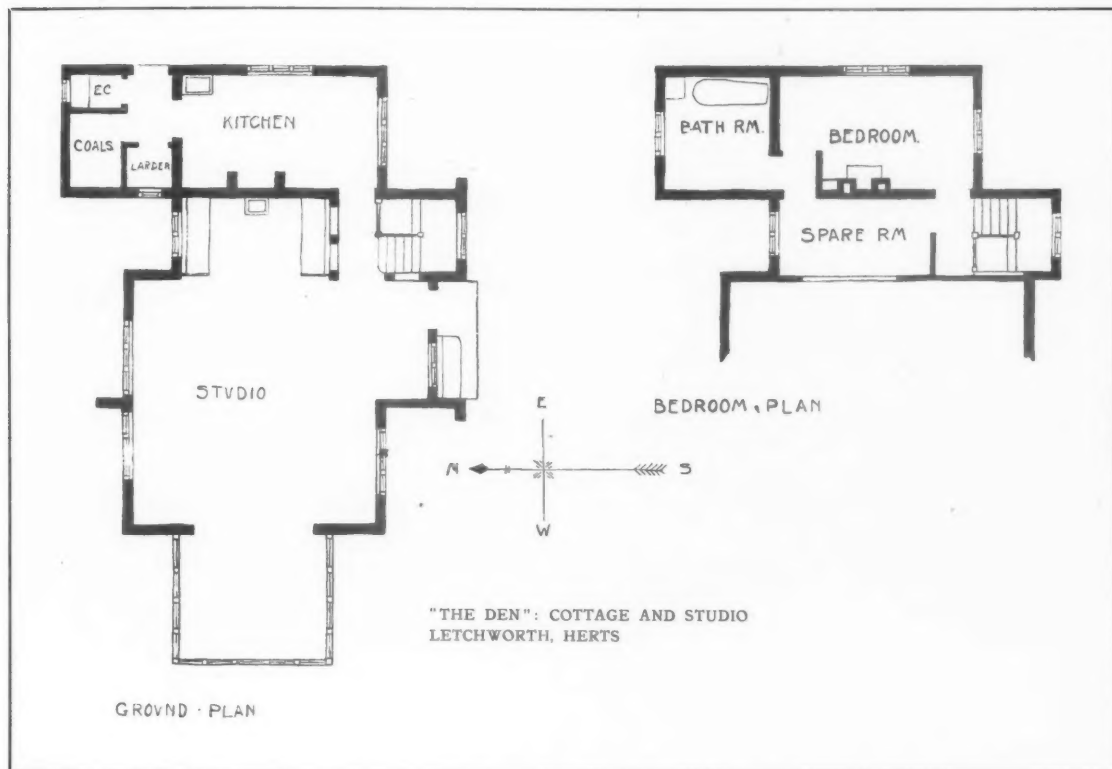 EC
COALS
LARDER
KITCHEN
STVDIO
GROVND · PLAN
BATH RM.
BEDROOM.
SPARE RM
BEDROOM · PLAN
E
N
S
W
"THE DEN": COTTAGE AND STUDIO
LETCHWORTH, HERTS